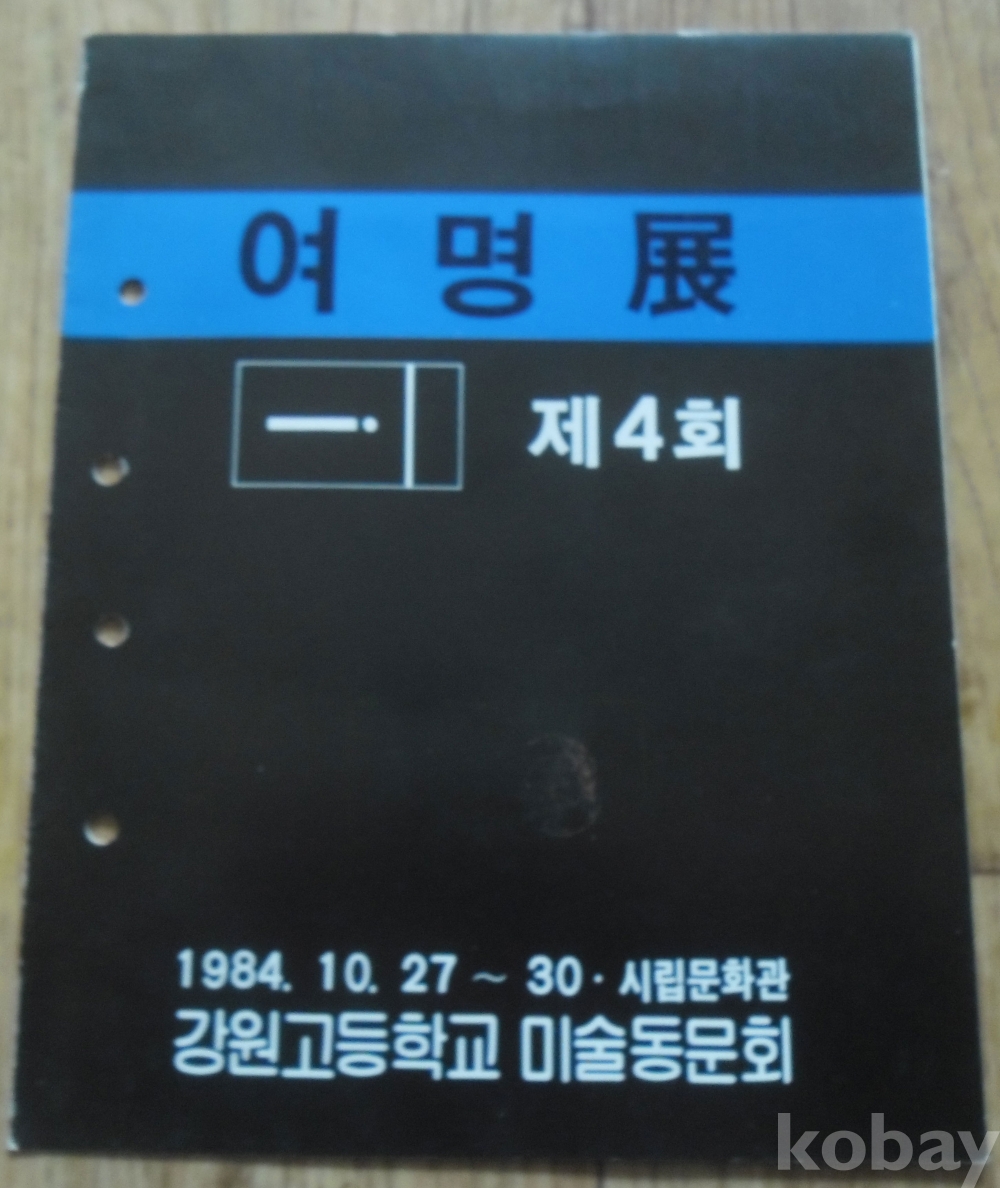 여명展
제4회
1984. 10. 27 ~ 30 · 시립문화관
강원고등학교 미술동문회
kobay